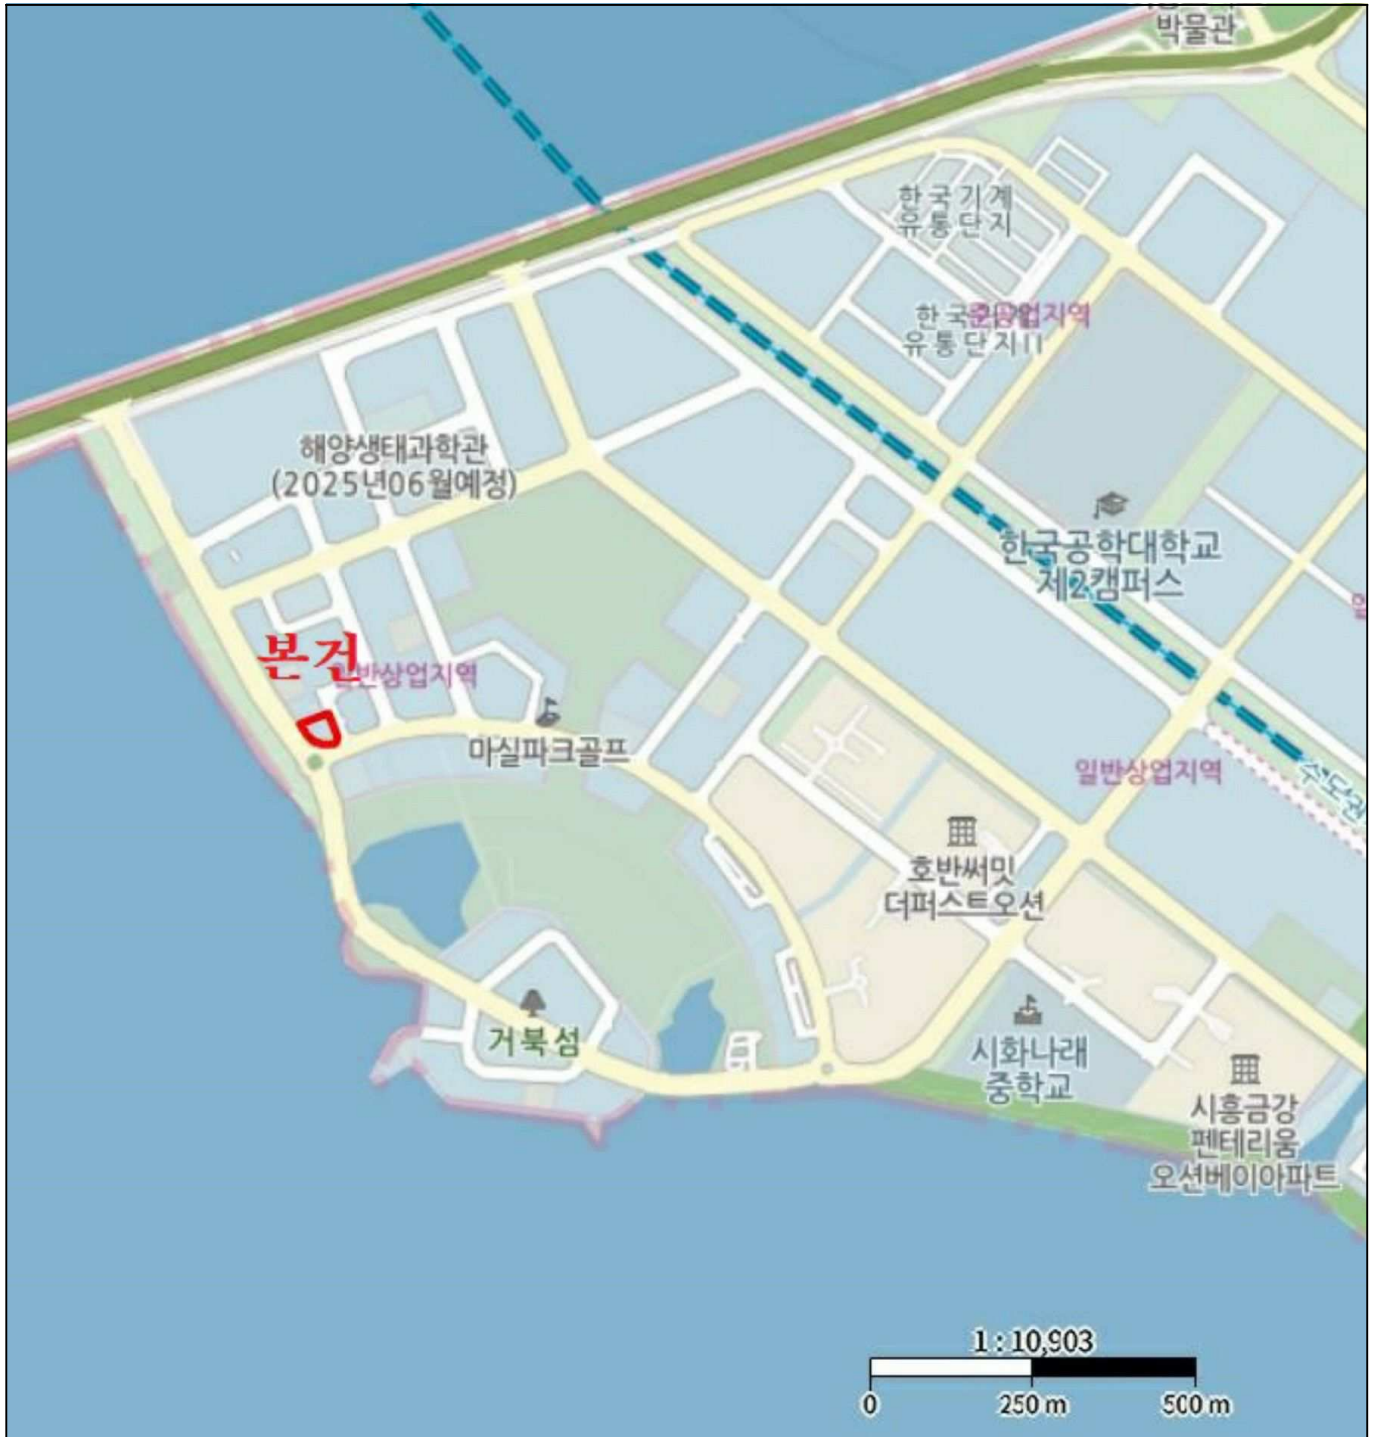 박물관
한국기계
유통단지
유통단지II
준공업지역
해양생태과학관
(2025년06월예정)
한국공학대학교
제2캠퍼스
본건
일반상업지역
마실파크골프
일반상업지역
수도권
호반써밋
더퍼스트오션
거북섬
시화나래
중학교
시흥금강
펜테리움
오션베이아파트
1 : 10,903
0 250 m 500 m